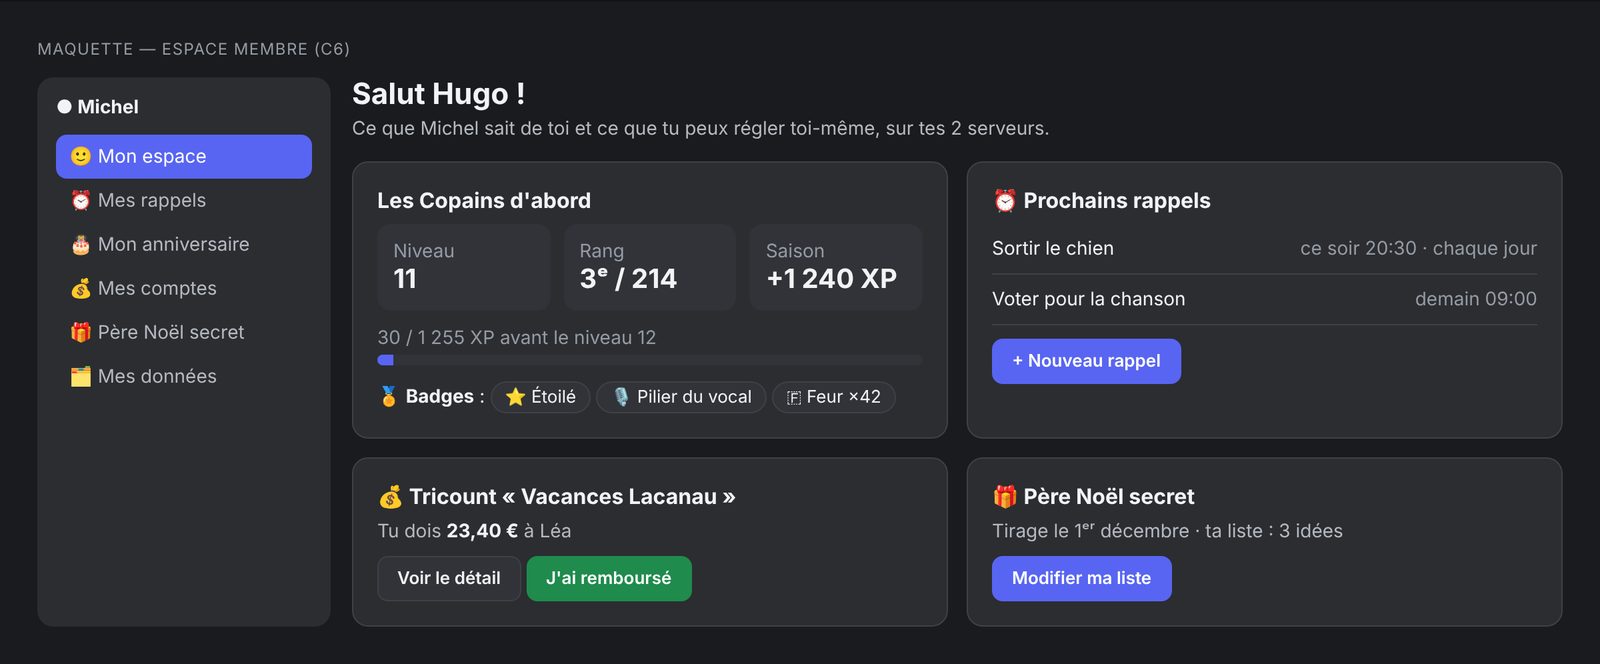 MAQUETTE — ESPACE MEMBRE (C6)
Michel
🙂 Mon espace
⏰ Mes rappels
🎂 Mon anniversaire
💰 Mes comptes
🎁 Père Noël secret
🗂️ Mes données
Salut Hugo !
Ce que Michel sait de toi et ce que tu peux régler toi-même, sur tes 2 serveurs.
Les Copains d'abord
Niveau
11
Rang
3ᵉ / 214
Saison
+1 240 XP
30 / 1 255 XP avant le niveau 12
🏅 Badges : ⭐ Étoilé 🎙️ Pilier du vocal 🇫 Feur ×42
⏰ Prochains rappels
Sortir le chien ce soir 20:30 · chaque jour
Voter pour la chanson demain 09:00
+ Nouveau rappel
💰 Tricount « Vacances Lacanau »
Tu dois 23,40 € à Léa
Voir le détail J'ai remboursé
🎁 Père Noël secret
Tirage le 1ᵉʳ décembre · ta liste : 3 idées
Modifier ma liste